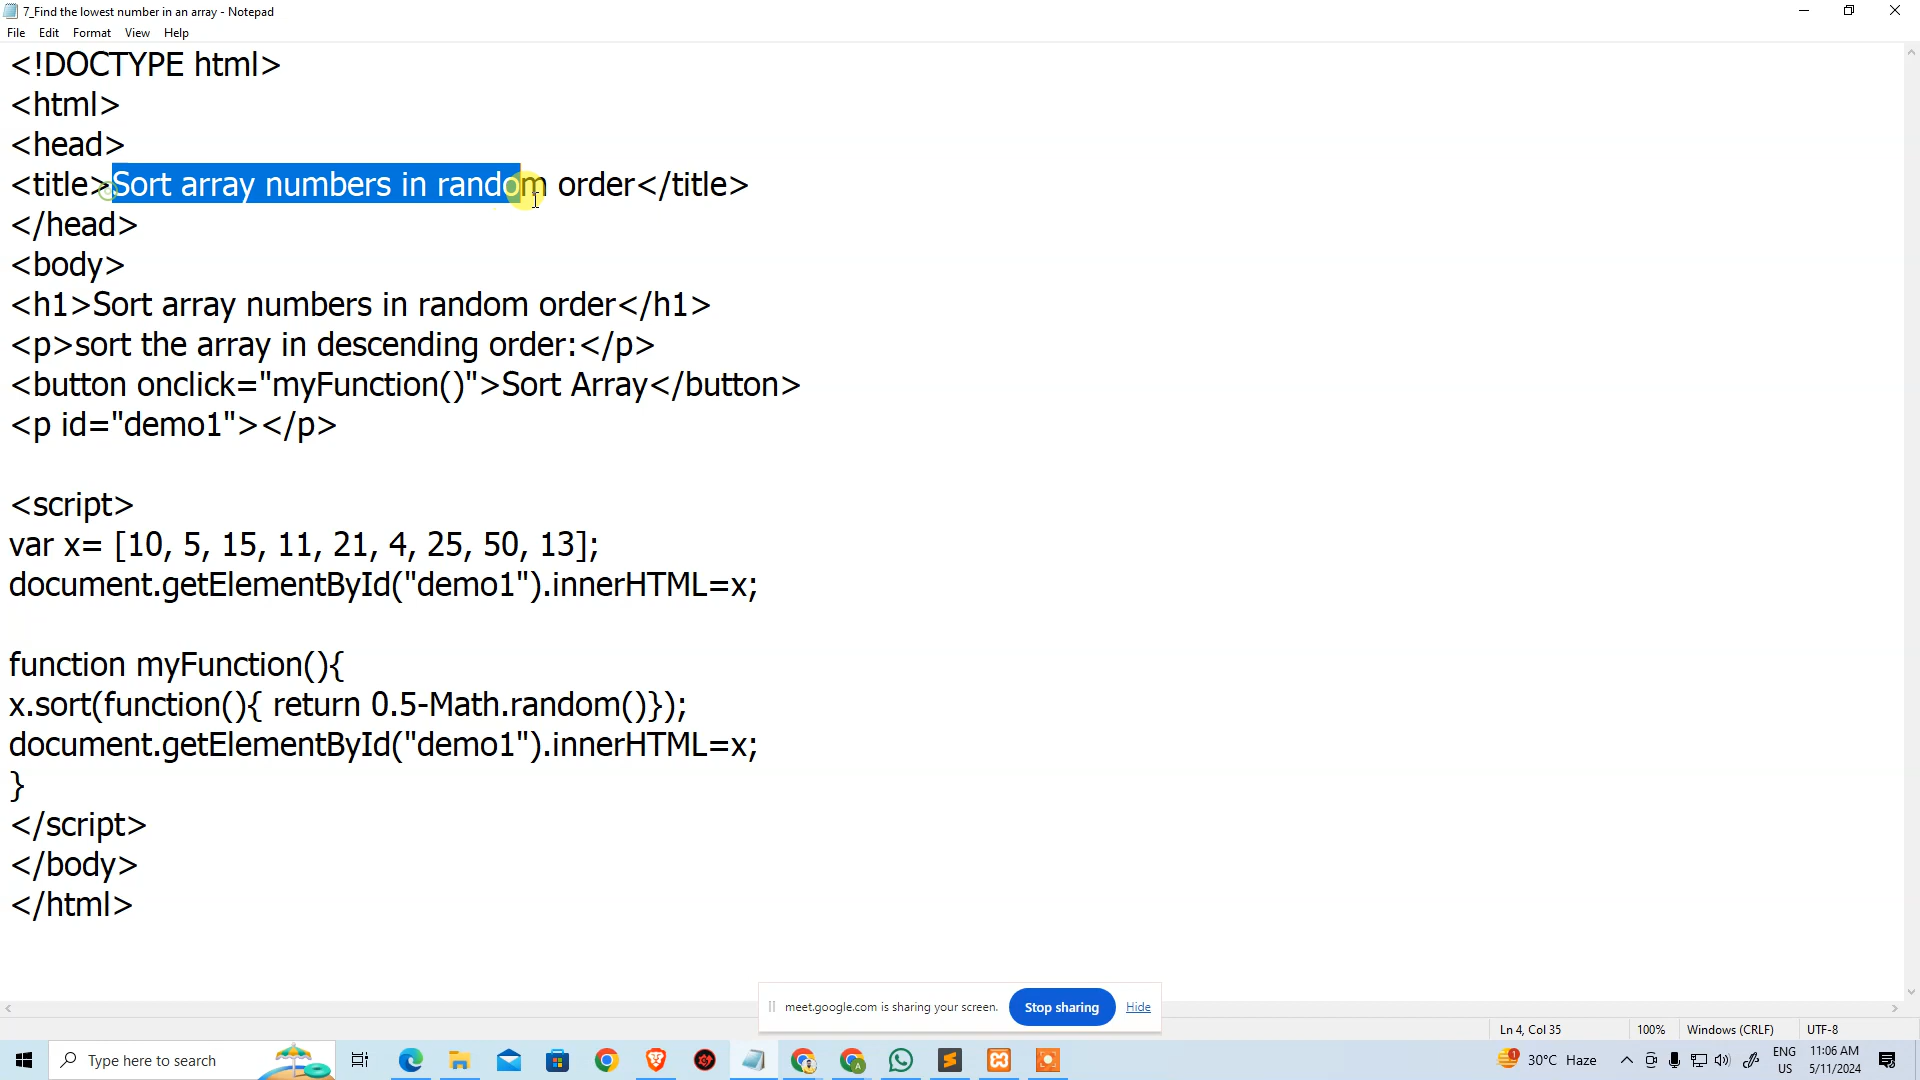 7_Find the lowest number in an array - Notepad
File Edit Format View Help
<!DOCTYPE html>
<html>
<head>
<title>Sort array numbers in random order</title>
</head>
<body>
<h1>Sort array numbers in random order</h1>
<p>sort the array in descending order:</p>
<button onclick="myFunction()">Sort Array</button>
<p id="demo1"></p>
<script>
var x= [10, 5, 15, 11, 21, 4, 25, 50, 13];
document.getElementById("demo1").innerHTML=x;
function myFunction(){
x.sort(function(){ return 0.5-Math.random()});
document.getElementById("demo1").innerHTML=x;
}
</script>
</body>
</html>
meet.google.com is sharing your screen. Stop sharing Hide
Ln 4, Col 35 100% Windows (CRLF) UTF-8
Type here to search
1 30°C Haze
ENG US
11:06 AM
5/11/2024